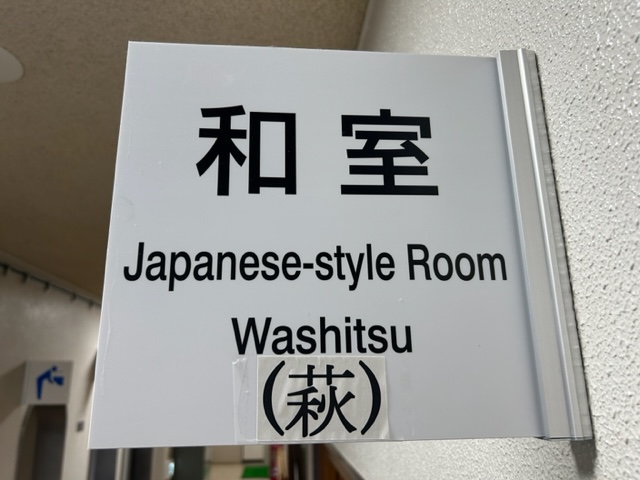 和室
Japanese-style Room
Washitsu
(萩)